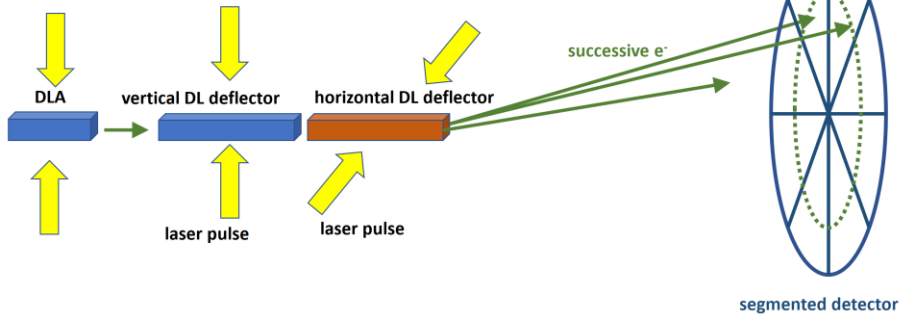 successive e⁻
DLA
vertical DL deflector
horizontal DL deflector
laser pulse
laser pulse
segmented detector